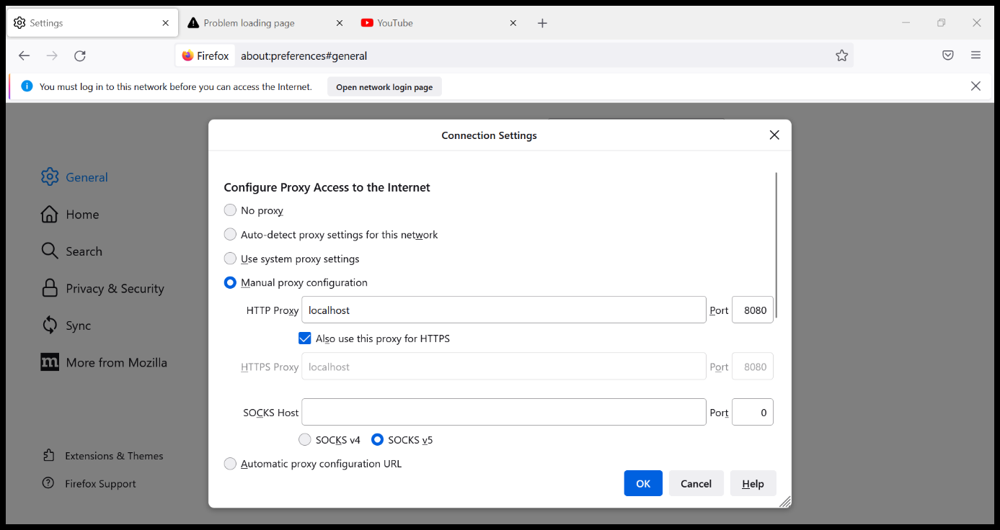 Settings
Problem loading page
YouTube
Firefox
about:preferences#general
You must log in to this network before you can access the Internet.
Open network login page
General
Home
Search
Privacy & Security
Sync
m More from Mozilla
Extensions & Themes
Firefox Support
Connection Settings
Configure Proxy Access to the Internet
No proxy
Auto-detect proxy settings for this network
Use system proxy settings
Manual proxy configuration
HTTP Proxy localhost Port 8080
Also use this proxy for HTTPS
HTTPS Proxy localhost Port 8080
SOCKS Host Port 0
SOCKS v4 SOCKS v5
Automatic proxy configuration URL
OK Cancel Help